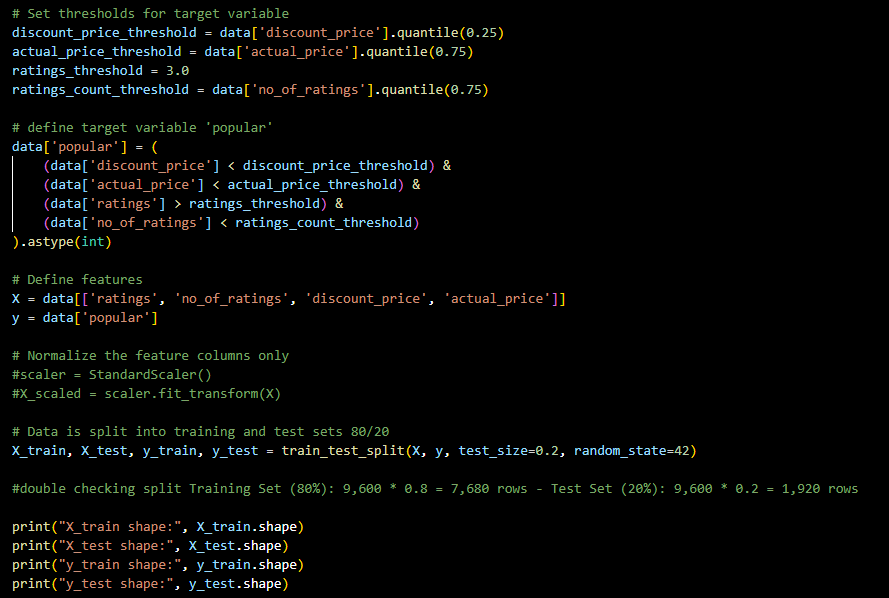 # Set thresholds for target variable
discount_price_threshold = data['discount_price'].quantile(0.25)
actual_price_threshold = data['actual_price'].quantile(0.75)
ratings_threshold = 3.0
ratings_count_threshold = data['no_of_ratings'].quantile(0.75)

# define target variable 'popular'
data['popular'] = (
    (data['discount_price'] < discount_price_threshold) &
    (data['actual_price'] < actual_price_threshold) &
    (data['ratings'] > ratings_threshold) &
    (data['no_of_ratings'] < ratings_count_threshold)
).astype(int)

# Define features
X = data[['ratings', 'no_of_ratings', 'discount_price', 'actual_price']]
y = data['popular']

# Normalize the feature columns only
#scaler = StandardScaler()
#X_scaled = scaler.fit_transform(X)

# Data is split into training and test sets 80/20
X_train, X_test, y_train, y_test = train_test_split(X, y, test_size=0.2, random_state=42)

#double checking split Training Set (80%): 9,600 * 0.8 = 7,680 rows - Test Set (20%): 9,600 * 0.2 = 1,920 rows

print("X_train shape:", X_train.shape)
print("X_test shape:", X_test.shape)
print("y_train shape:", y_train.shape)
print("y_test shape:", y_test.shape)